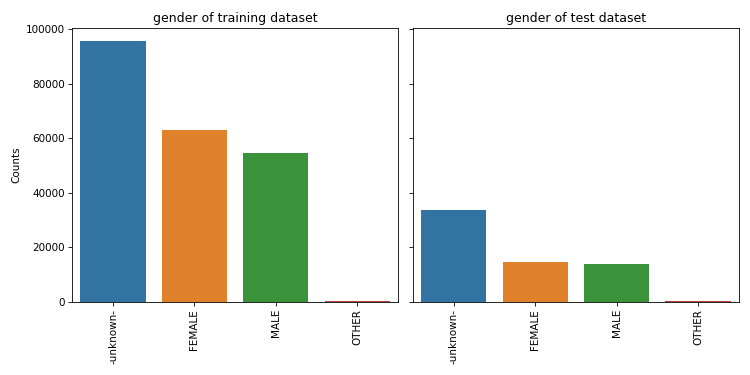 gender of training dataset
gender of test dataset
Counts
100000
80000
60000
40000
20000
0
-unknown-
FEMALE
MALE
OTHER
-unknown-
FEMALE
MALE
OTHER